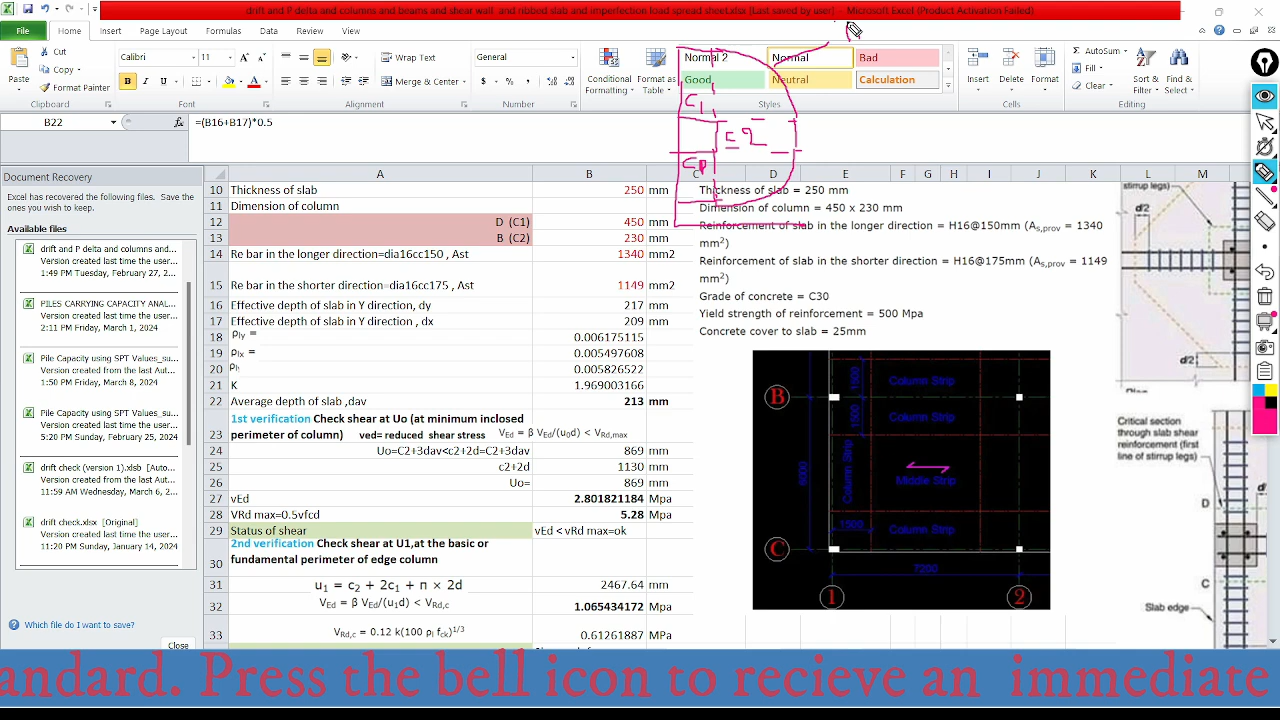 drift and P delta and columns and beams and shear wall and ribbed slab and imperfection load spread sheet.xlsx [Last saved by user] - Microsoft Excel (Product Activation Failed)
File Home Insert Page Layout Formulas Data Review View
Cut
Copy
Format Painter
Paste
Clipboard
Calibri 11
B I U
Font
Wrap Text
Merge & Center
Alignment
General
$ % ,
Number
Conditional Formatting
Format as Table
Normal 2 Normal Bad
Good Neutral Calculation
Styles
Insert Delete Format
Cells
AutoSum
Fill
Clear
Sort & Filter
Find & Select
Editing
C1
C2
B22 fx =(B16+B17)*0.5
Document Recovery
Excel has recovered the following files. Save the ones you wish to keep.
Available files
drift and P delta and columns and...
Version created last time the user...
1:49 PM Tuesday, February 27, 2...
PILES CARRYING CAPACITY ANAL...
Version created last time the user...
2:11 PM Friday, March 1, 2024
Pile Capacity using SPT Values_su...
Version created from the last Aut...
1:50 PM Friday, March 8, 2024
Pile Capacity using SPT Values_su...
Version created last time the user...
5:20 PM Sunday, February 25, 2024
drift check (version 1).xlsb [Auto...
Version created from the last Aut...
11:59 AM Wednesday, March 6, 2...
drift check.xlsx [Original]
Version created last time the user...
11:20 PM Sunday, January 14, 2024
Which file do I want to save?
Close
A B C D E F G H I J K L M
10 Thickness of slab 250 mm
11 Dimension of column
12 D (C1) 450 mm
13 B (C2) 230 mm
14 Re bar in the longer direction=dia16cc150 , Ast 1340 mm2
15 Re bar in the shorter direction=dia16cc175 , Ast 1149 mm2
16 Effective depth of slab in Y direction, dy 217 mm
17 Effective depth of slab in Y direction , dx 209 mm
18 ρly = 0.006175115
19 ρlx = 0.005497608
20 ρl 0.005826522
21 K 1.969003166
22 Average depth of slab ,dav 213 mm
23 1st verification Check shear at Uo (at minimum inclosed perimeter of column) ved= reduced shear stress VEd = β VEd/(u0d) < VRd,max
24 Uo=C2+3dav<c2+2c1=c2+3dav 869 mm
25 c2+2d 1130 mm
26 Uo= 869 mm
27 vEd 2.801821184 Mpa
28 VRd max=0.5vfcd 5.28 Mpa
29 Status of shear vEd < vRd max=ok
30 2nd verification Check shear at U1,at the basic or fundamental perimeter of edge column
31 u1 = c2 + 2c1 + π × 2d 2467.64 mm
32 VEd = β VEd/(u1d) < VRd,c 1.065434172 Mpa
33 VRd,c = 0.12 k(100 ρl fck)1/3 0.61261887 MPa
Thickness of slab = 250 mm
Dimension of column = 450 x 230 mm
Reinforcement of slab in the longer direction = H16@150mm (As,prov = 1340 mm2)
Reinforcement of slab in the shorter direction = H16@175mm (As,prov = 1149 mm2)
Grade of concrete = C30
Yield strength of reinforcement = 500 Mpa
Concrete cover to slab = 25mm
B
C
1500
1500
6000
Column Strip
Column Strip
Column Strip
Middle Strip
Column Strip
1500
7200
1
2
stirrup legs)
d/2
d/2
Critical section
through slab shear
reinforcement (first
line of stirrup legs)
D
C
Slab edge
andard. Press the bell icon to recieve an immediate